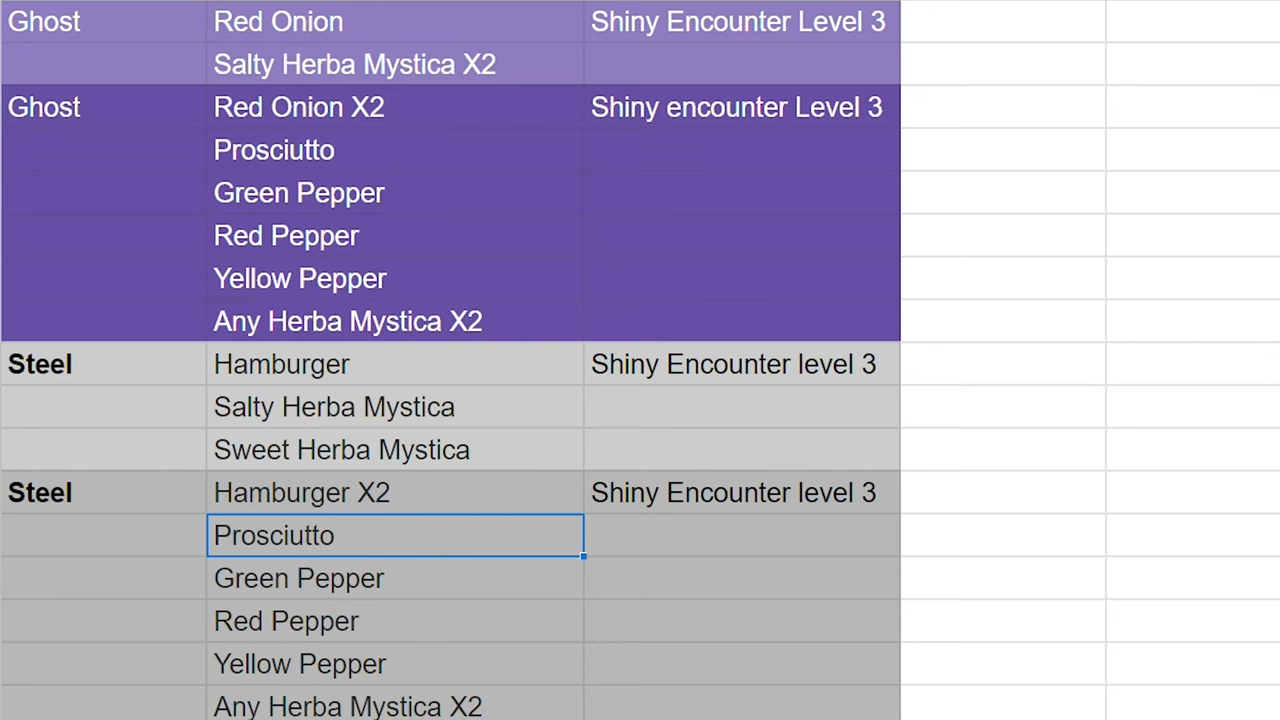 Ghost Red Onion Shiny Encounter Level 3
Salty Herba Mystica X2
Ghost Red Onion X2 Shiny encounter Level 3
Prosciutto
Green Pepper
Red Pepper
Yellow Pepper
Any Herba Mystica X2
Steel Hamburger Shiny Encounter level 3
Salty Herba Mystica
Sweet Herba Mystica
Steel Hamburger X2 Shiny Encounter level 3
Prosciutto
Green Pepper
Red Pepper
Yellow Pepper
Any Herba Mystica X2